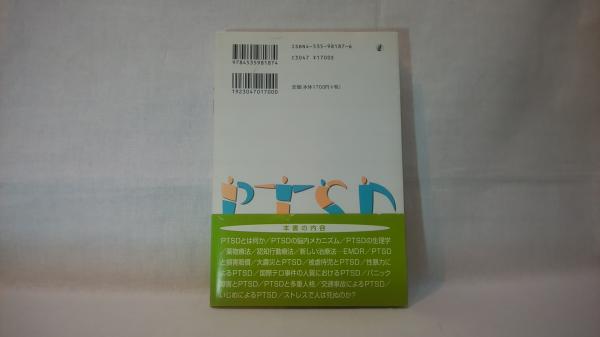 ISBN4-535-98187-6
C3047 ¥1700E
9784535981874
定価(本体1700円+税)
1923047017000
PTSD
本書の内容
PTSDとは何か/PTSDの脳内メカニズム/PTSDの生理学
/薬物療法/認知行動療法/新しい治療法―EMDR/PTSD
と損害賠償/大震災とPTSD/被虐待児とPTSD/性暴力に
よるPTSD/国際テロ事件の人質におけるPTSD/パニック
障害とPTSD/PTSDと多重人格/交通事故によるPTSD/
いじめによるPTSD/ストレスで人は死ぬのか?